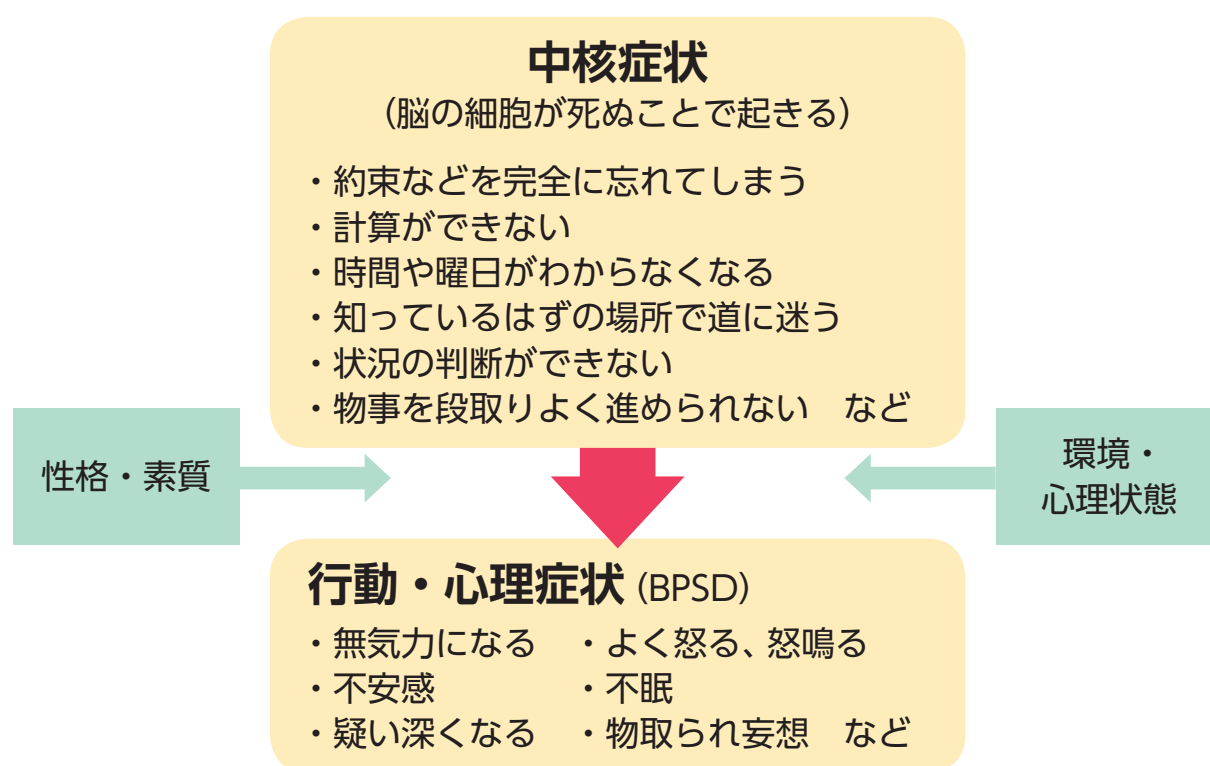 中核症状
（脳の細胞が死ぬことで起きる）
・約束などを完全に忘れてしまう
・計算ができない
・時間や曜日がわからなくなる
・知っているはずの場所で道に迷う
・状況の判断ができない
・物事を段取りよく進められない　など
性格・素質
環境・
心理状態
行動・心理症状 (BPSD)
・無気力になる　・よく怒る、怒鳴る
・不安感　・不眠
・疑い深くなる　・物取られ妄想　など